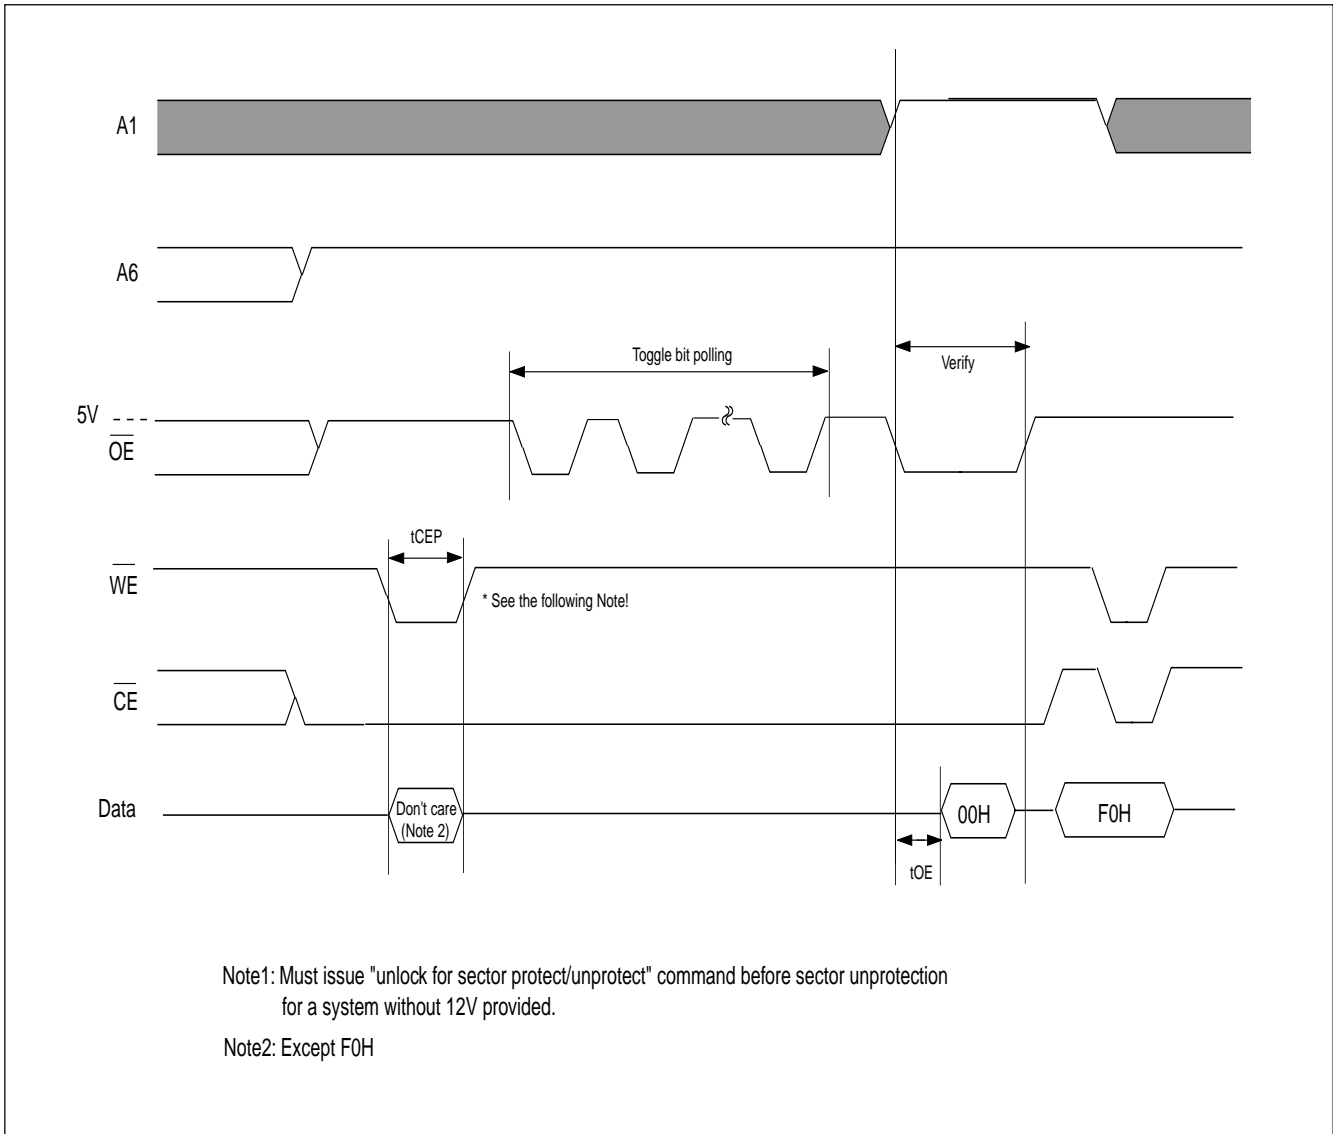 A1
A6
Toggle bit polling
Verify
5V
OE
tCEP
WE
* See the following Note!
CE
Data
Don't care
(Note 2)
00H
F0H
tOE
Note1: Must issue "unlock for sector protect/unprotect" command before sector unprotection
for a system without 12V provided.
Note2: Except F0H